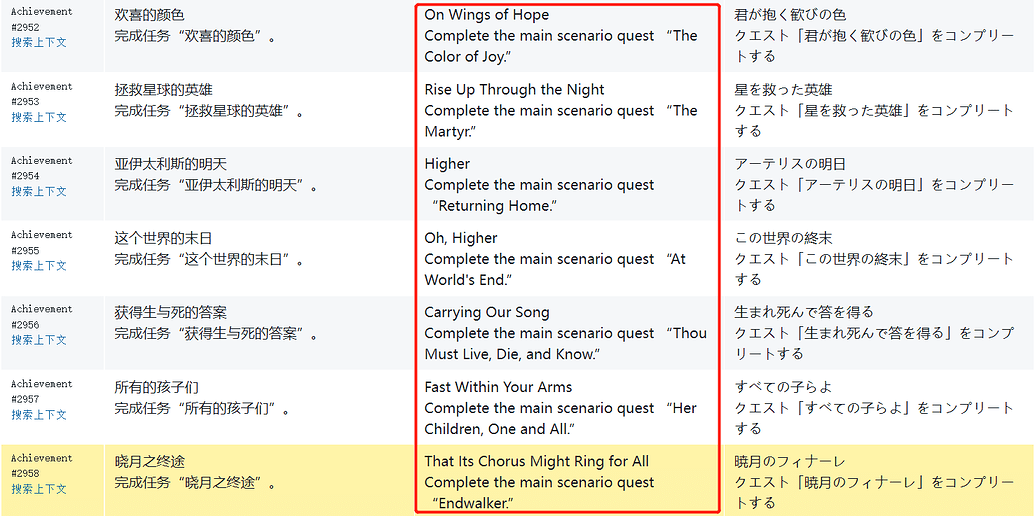 Achievement
#2952
搜索上下文
欢喜的颜色
完成任务“欢喜的颜色”。
On Wings of Hope
Complete the main scenario quest “The
Color of Joy.”
君が抱く歓びの色
クエスト「君が抱く歓びの色」をコンプリー
トする
Achievement
#2953
搜索上下文
拯救星球的英雄
完成任务“拯救星球的英雄”。
Rise Up Through the Night
Complete the main scenario quest “The
Martyr.”
星を救った英雄
クエスト「星を救った英雄」をコンプリート
する
Achievement
#2954
搜索上下文
亚伊太利斯的明天
完成任务“亚伊太利斯的明天”。
Higher
Complete the main scenario quest
“Returning Home.”
アーテリスの明日
クエスト「アーテリスの明日」をコンプリー
トする
Achievement
#2955
搜索上下文
这个世界的末日
完成任务“这个世界的末日”。
Oh, Higher
Complete the main scenario quest “At
World's End.”
この世界の終末
クエスト「この世界の終末」をコンプリート
する
Achievement
#2956
搜索上下文
获得生与死的答案
完成任务“获得生与死的答案”。
Carrying Our Song
Complete the main scenario quest “Thou
Must Live, Die, and Know.”
生まれ死んで答を得る
クエスト「生まれ死んで答を得る」をコンプ
リートする
Achievement
#2957
搜索上下文
所有的孩子们
完成任务“所有的孩子们”。
Fast Within Your Arms
Complete the main scenario quest “Her
Children, One and All.”
すべての子らよ
クエスト「すべての子らよ」をコンプリート
する
Achievement
#2958
搜索上下文
晓月之终途
完成任务“晓月之终途”。
That Its Chorus Might Ring for All
Complete the main scenario quest
“Endwalker.”
暁月のフィナーレ
クエスト「暁月のフィナーレ」をコンプリー
トする